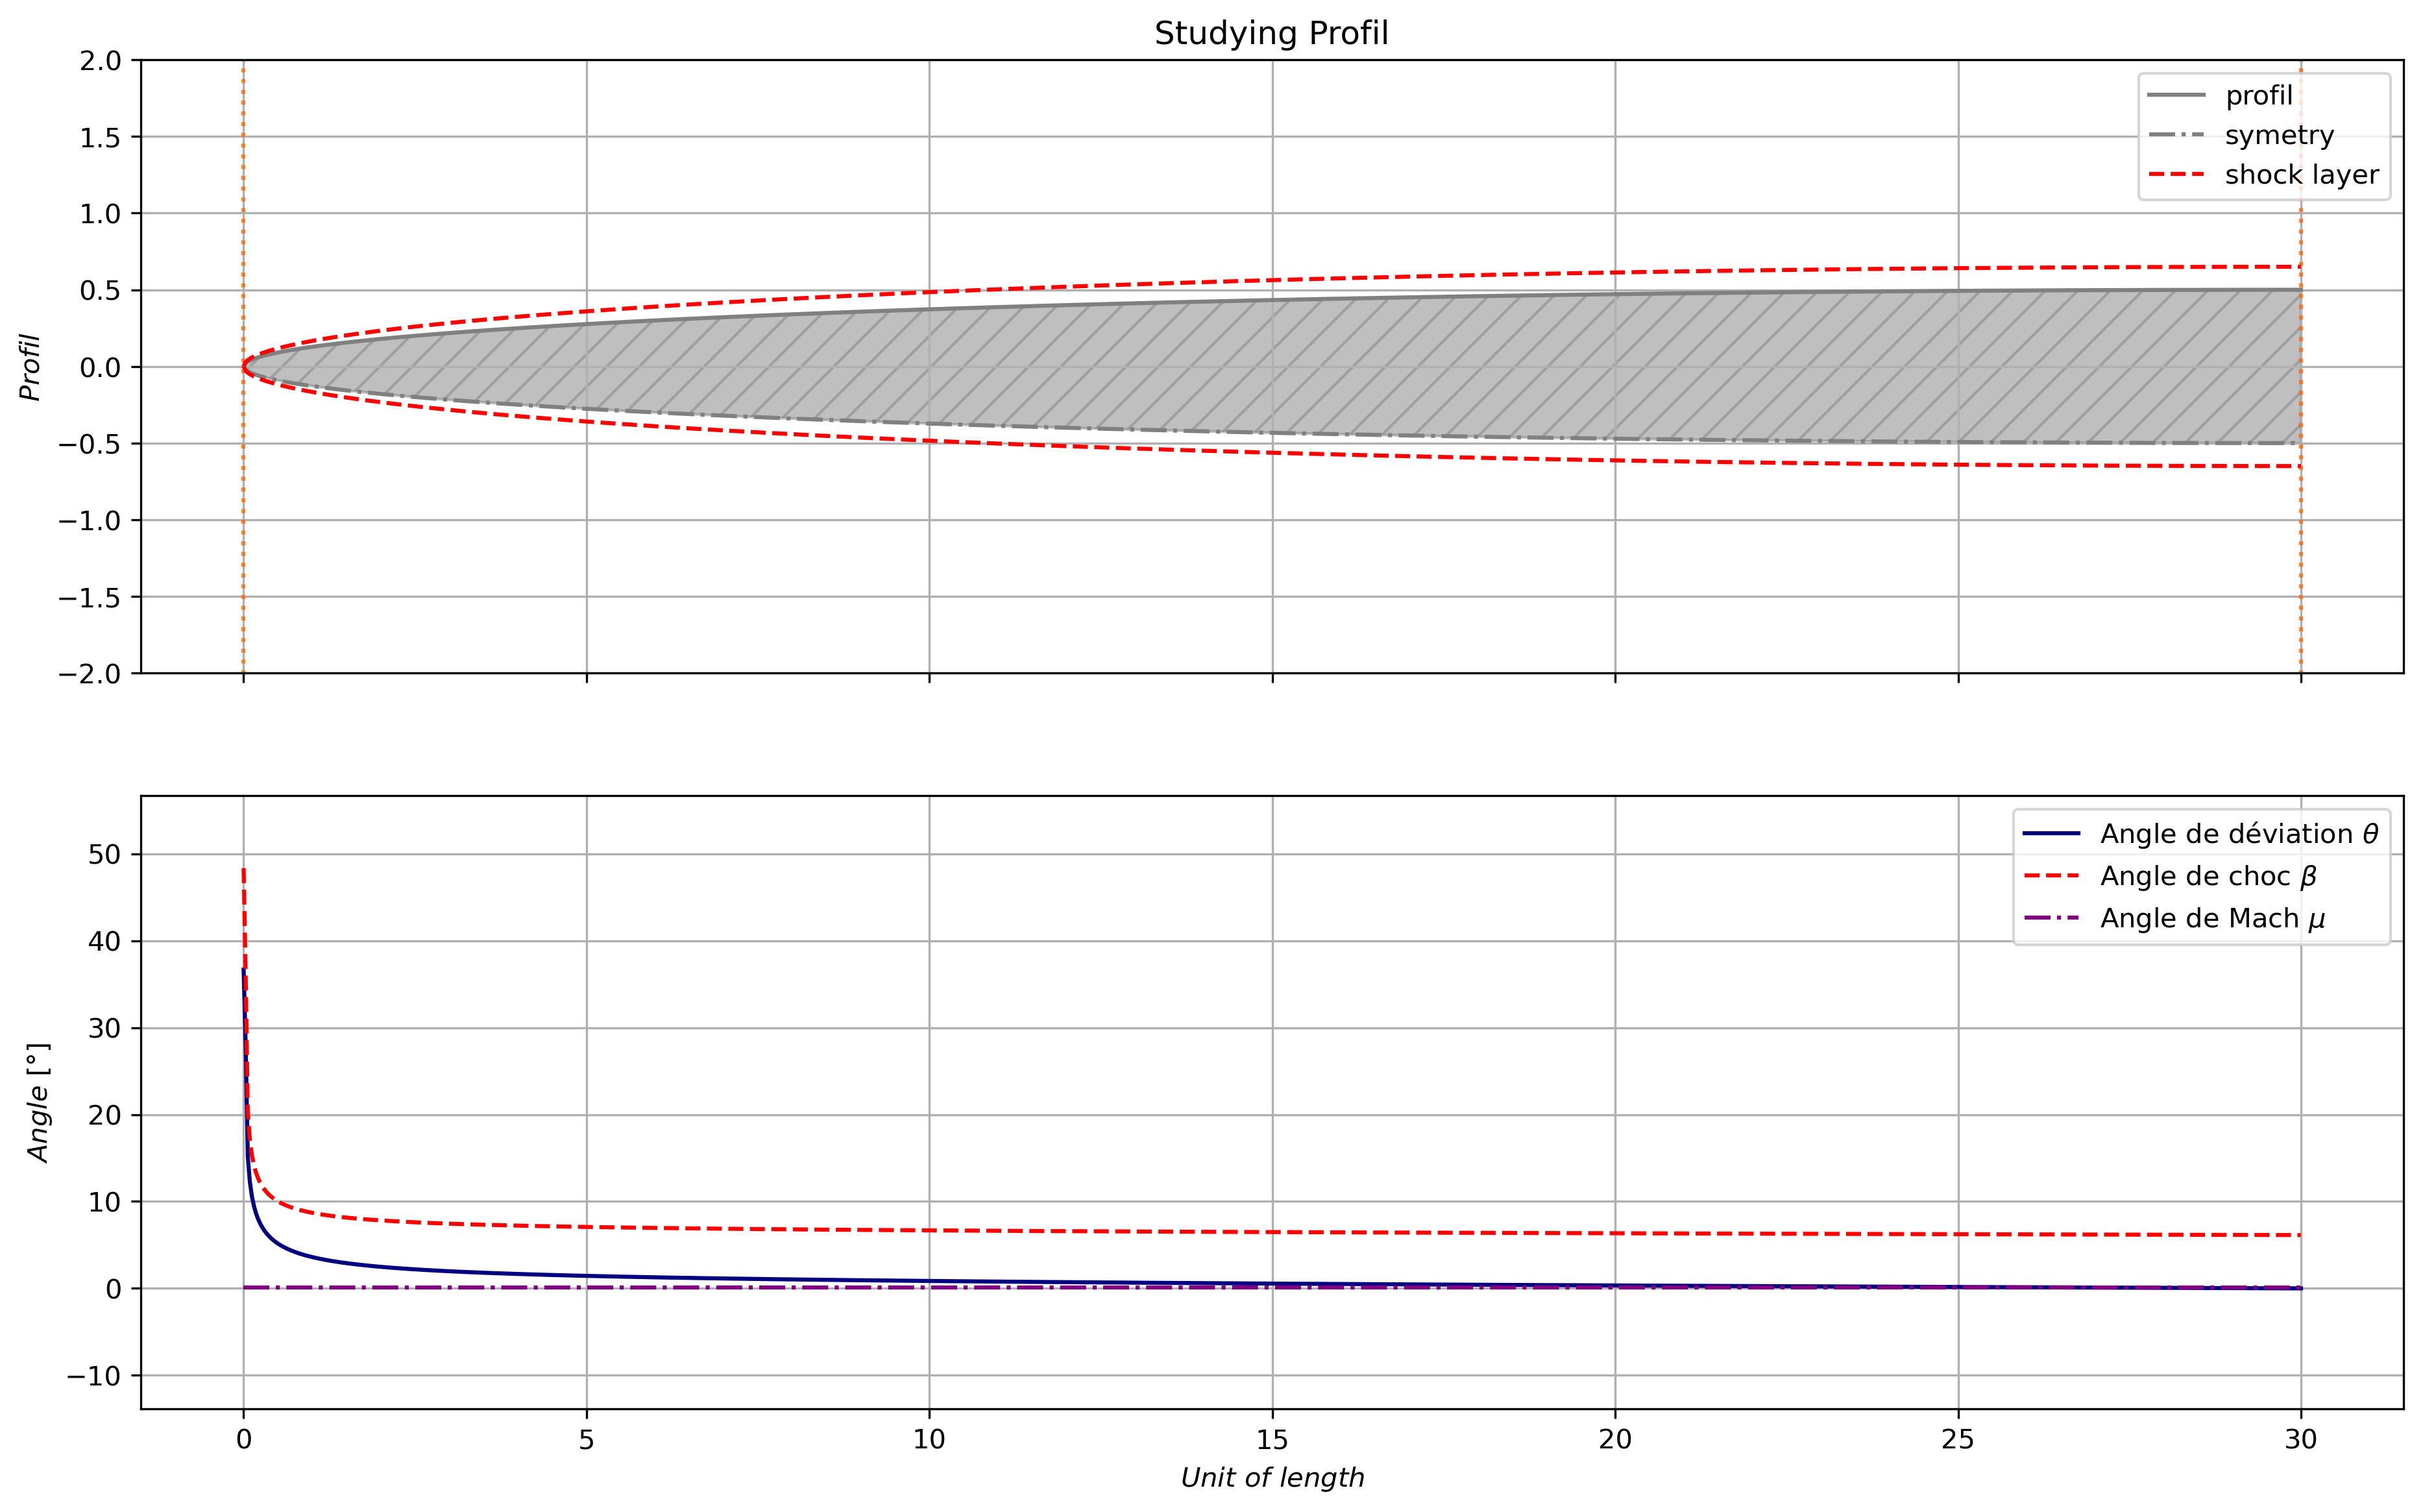 Studying Profil
2.0
1.5
1.0
0.5
0.0
−0.5
−1.0
−1.5
−2.0
Profil
profil
symetry
shock layer
50
40
30
20
10
0
−10
Angle [°]
Angle de déviation θ
Angle de choc β
Angle de Mach μ
0 5 10 15 20 25 30
Unit of length